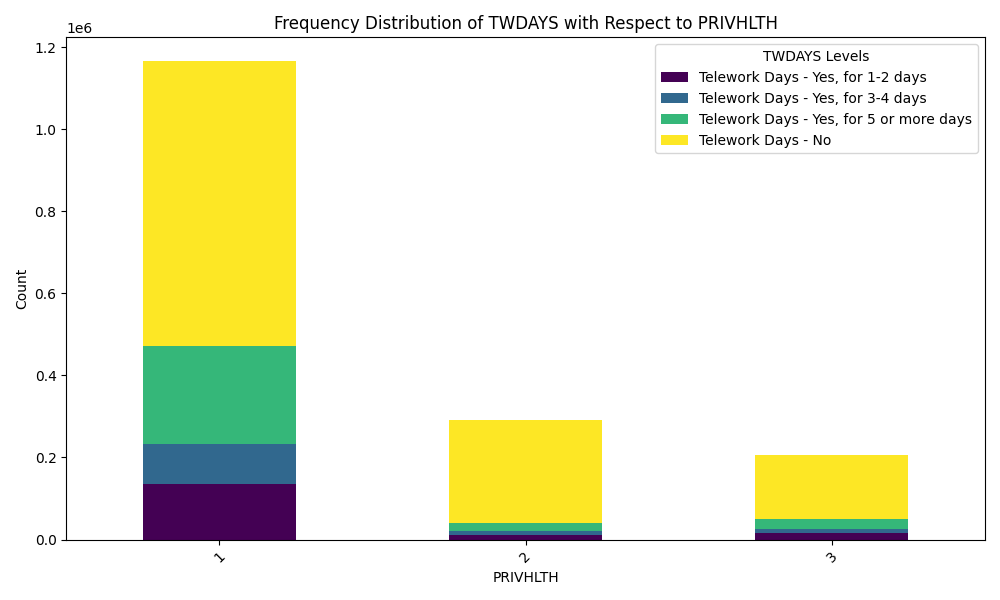 Frequency Distribution of TWDAYS with Respect to PRIVHLTH
1e6
TWDAYS Levels
Telework Days - Yes, for 1-2 days
Telework Days - Yes, for 3-4 days
Telework Days - Yes, for 5 or more days
Telework Days - No
1.2
1.0
0.8
0.6
0.4
0.2
0.0
Count
1
2
3
PRIVHLTH